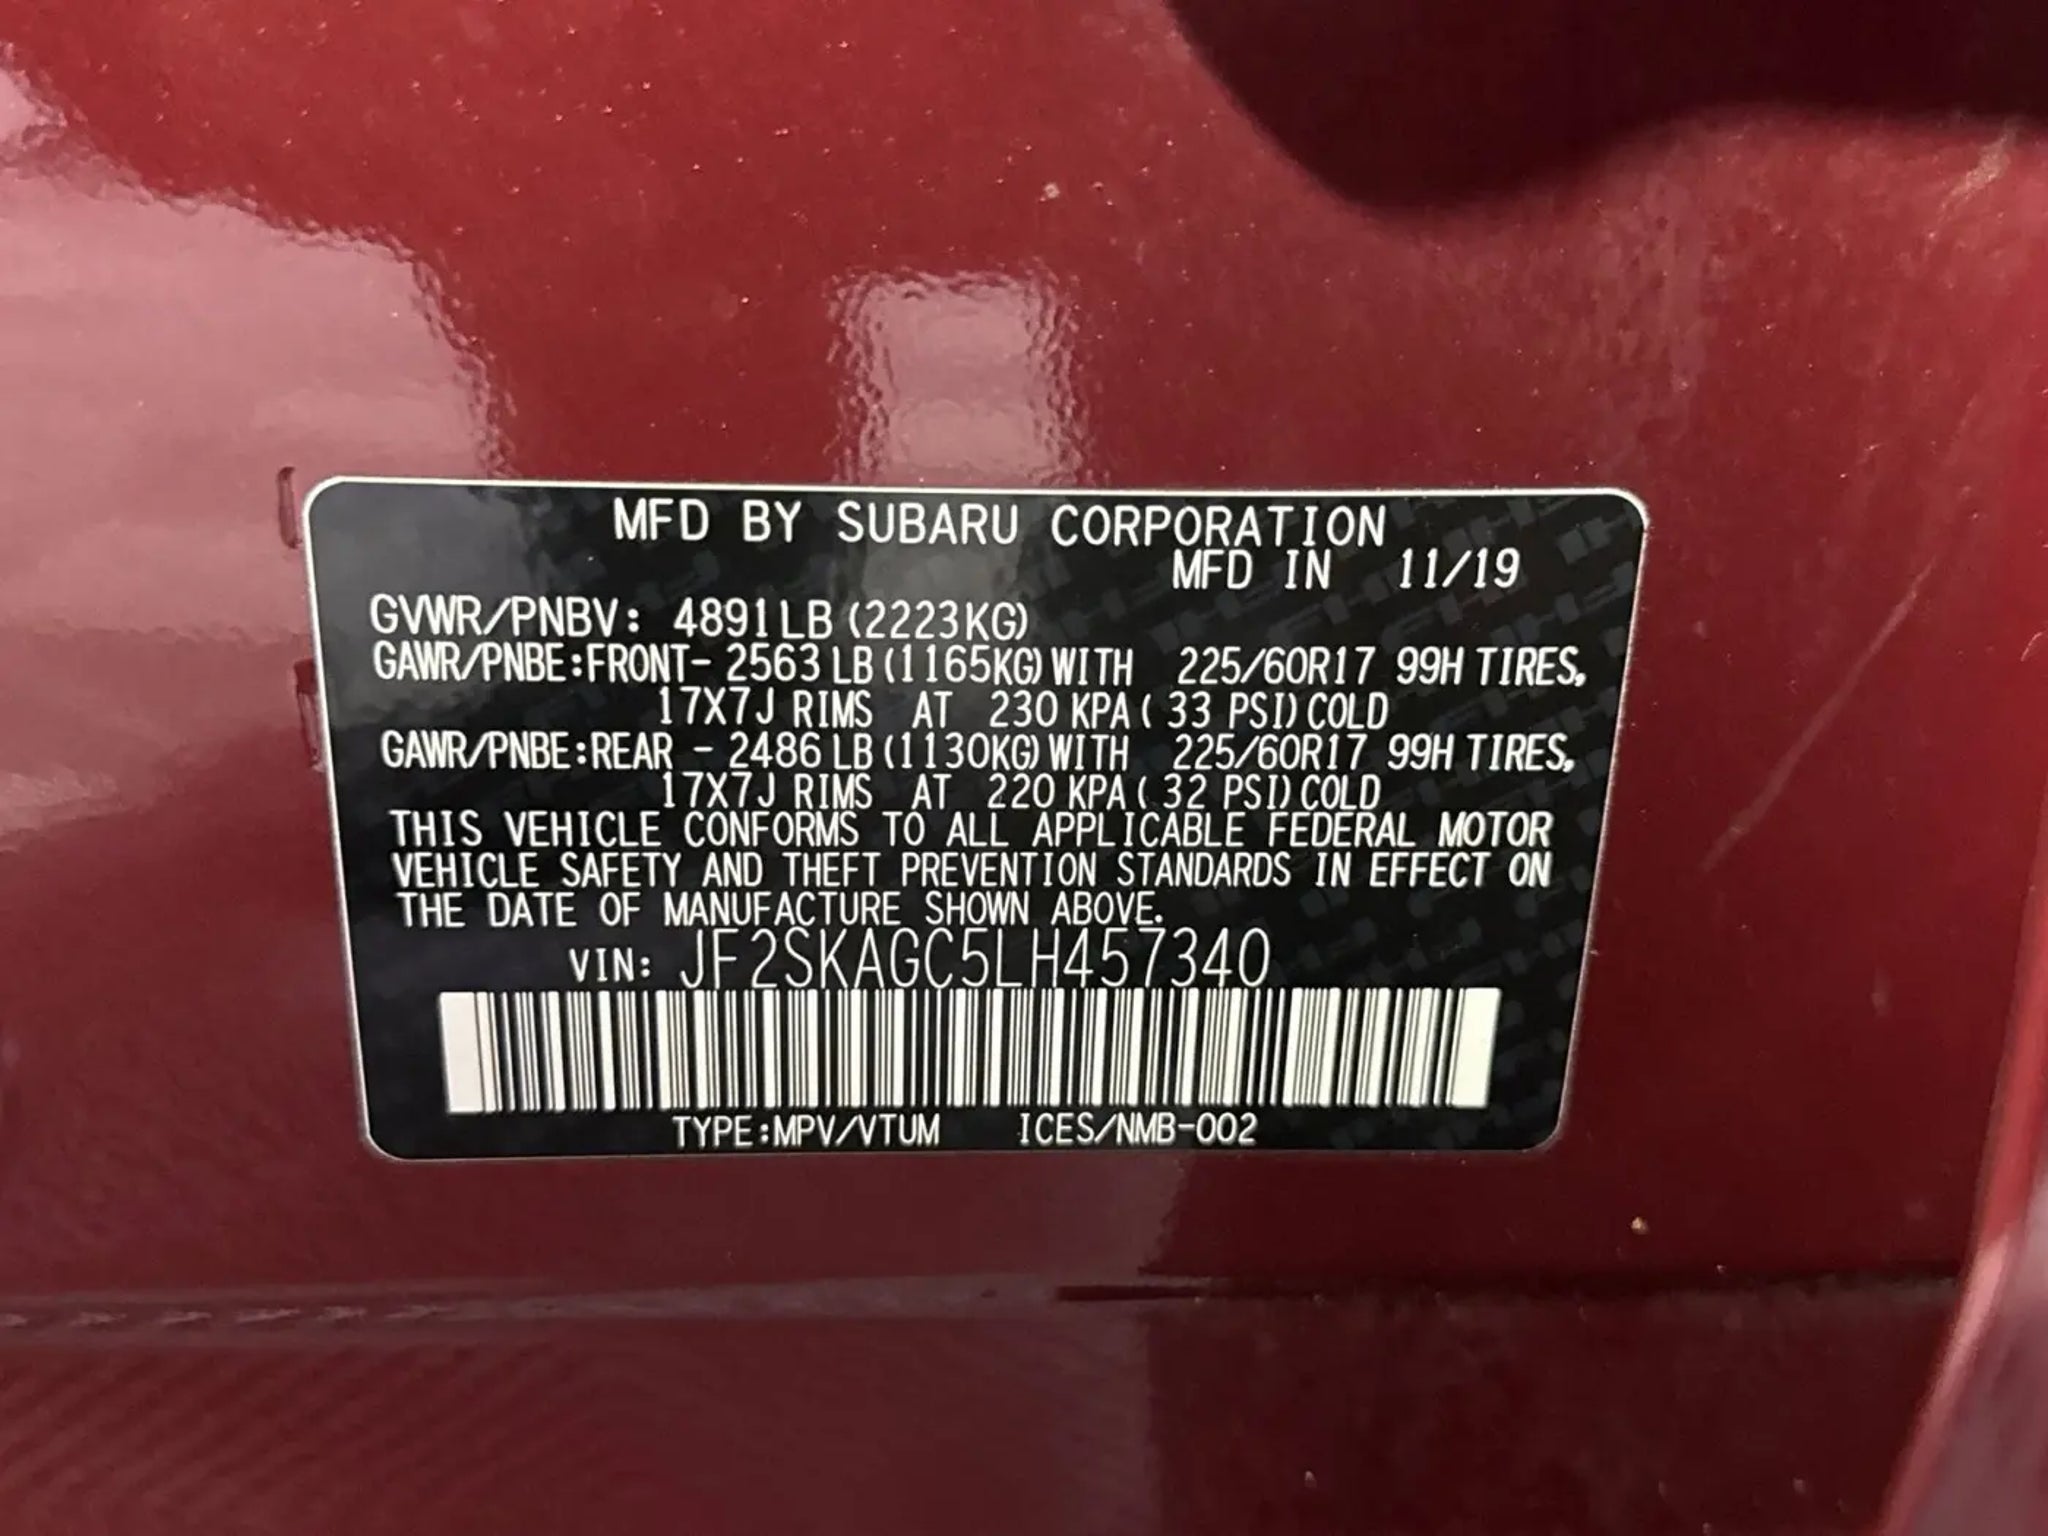 MFD BY SUBARU CORPORATION
MFD IN 11/19
GVWR/PNBV: 4891LB (2223KG)
GAWR/PNBE:FRONT- 2563 LB (1165KG) WITH 225/60R17 99H TIRES,
17X7J RIMS AT 230 KPA ( 33 PSI) COLD
GAWR/PNBE:REAR - 2486 LB (1130KG) WITH 225/60R17 99H TIRES,
17X7J RIMS AT 220 KPA ( 32 PSI) COLD
THIS VEHICLE CONFORMS TO ALL APPLICABLE FEDERAL MOTOR
VEHICLE SAFETY AND THEFT PREVENTION STANDARDS IN EFFECT ON
THE DATE OF MANUFACTURE SHOWN ABOVE.
VIN: JF2SKAGC5LH457340
TYPE:MPV/VTUM ICES/NMB-002